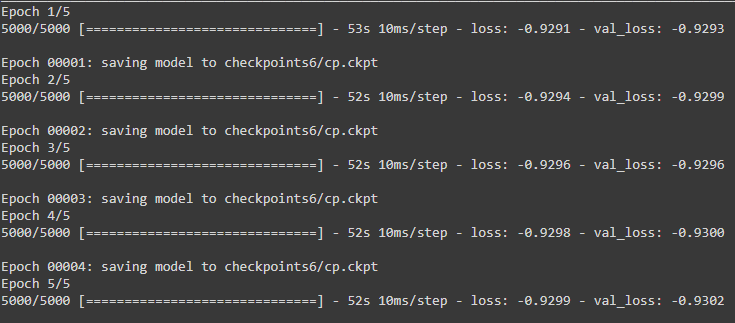 Epoch 1/5
5000/5000 [==============================] - 53s 10ms/step - loss: -0.9291 - val_loss: -0.9293
Epoch 00001: saving model to checkpoints6/cp.ckpt
Epoch 2/5
5000/5000 [==============================] - 52s 10ms/step - loss: -0.9294 - val_loss: -0.9299
Epoch 00002: saving model to checkpoints6/cp.ckpt
Epoch 3/5
5000/5000 [==============================] - 52s 10ms/step - loss: -0.9296 - val_loss: -0.9296
Epoch 00003: saving model to checkpoints6/cp.ckpt
Epoch 4/5
5000/5000 [==============================] - 52s 10ms/step - loss: -0.9298 - val_loss: -0.9300
Epoch 00004: saving model to checkpoints6/cp.ckpt
Epoch 5/5
5000/5000 [==============================] - 52s 10ms/step - loss: -0.9299 - val_loss: -0.9302